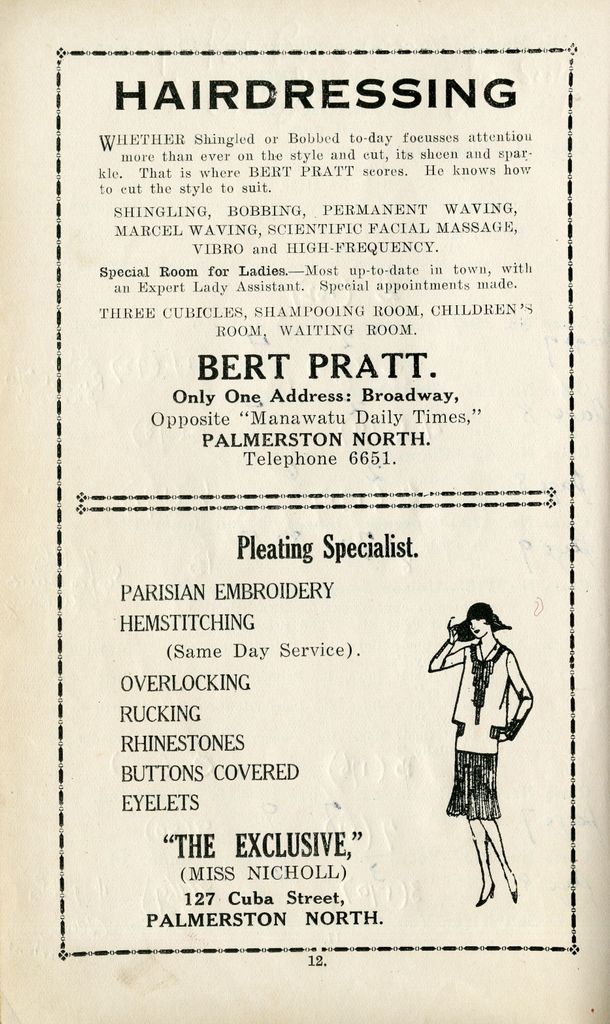 HAIRDRESSING
WHETHER Shingled or Bobbed to-day focusses attention
more than ever on the style and cut, its sheen and spar-
kle. That is where BERT PRATT scores. He knows how
to cut the style to suit.
SHINGLING, BOBBING, PERMANENT WAVING,
MARCEL WAVING, SCIENTIFIC FACIAL MASSAGE,
VIBRO and HIGH-FREQUENCY.
Special Room for Ladies.—Most up-to-date in town, with
an Expert Lady Assistant. Special appointments made.
THREE CUBICLES, SHAMPOOING ROOM, CHILDREN'S
ROOM, WAITING ROOM.
BERT PRATT.
Only One Address: Broadway,
Opposite "Manawatu Daily Times,"
PALMERSTON NORTH.
Telephone 6651.
Pleating Specialist.
PARISIAN EMBROIDERY
HEMSTITCHING
(Same Day Service).
OVERLOCKING
RUCKING
RHINESTONES
BUTTONS COVERED
EYELETS
"THE EXCLUSIVE,"
(MISS NICHOLL)
127 Cuba Street,
PALMERSTON NORTH.
12.